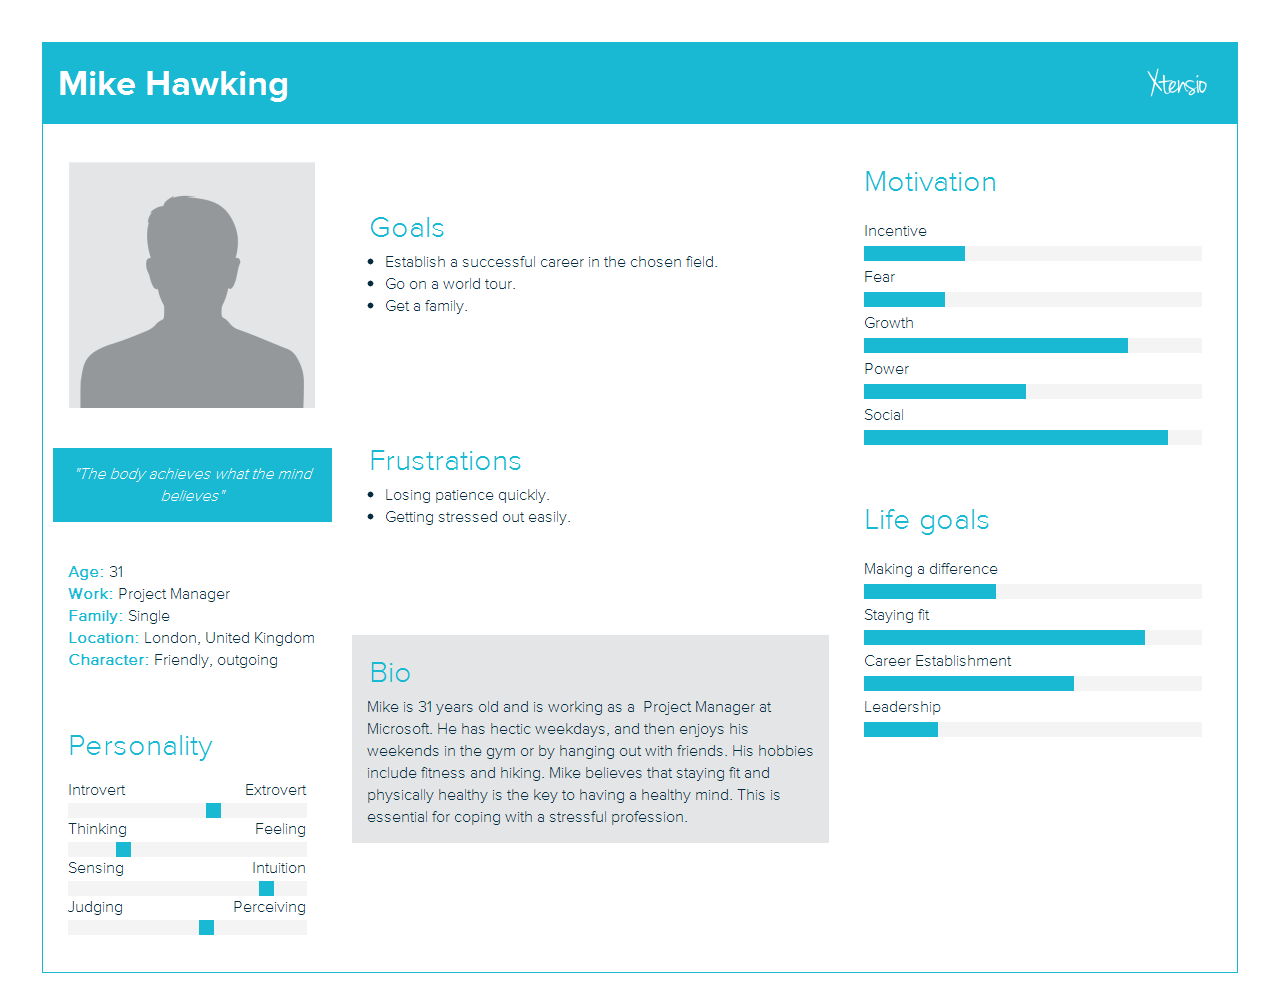 Mike Hawking
Xtensio
"The body achieves what the mind
believes"
Age: 31
Work: Project Manager
Family: Single
Location: London, United Kingdom
Character: Friendly, outgoing
Personality
Introvert Extrovert
Thinking Feeling
Sensing Intuition
Judging Perceiving
Goals
• Establish a successful career in the chosen field.
• Go on a world tour.
• Get a family.
Frustrations
• Losing patience quickly.
• Getting stressed out easily.
Bio
Mike is 31 years old and is working as a  Project Manager at
Microsoft. He has hectic weekdays, and then enjoys his
weekends in the gym or by hanging out with friends. His hobbies
include fitness and hiking. Mike believes that staying fit and
physically healthy is the key to having a healthy mind. This is
essential for coping with a stressful profession.
Motivation
Incentive
Fear
Growth
Power
Social
Life goals
Making a difference
Staying fit
Career Establishment
Leadership